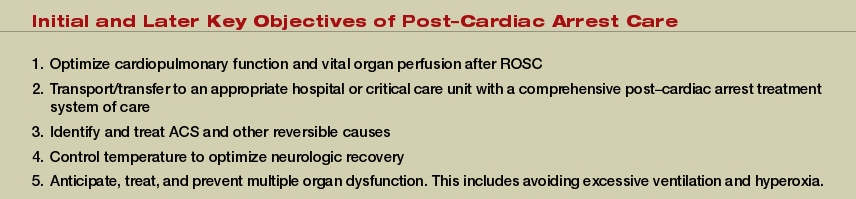 Initial and Later Key Objectives of Post–Cardiac Arrest Care
1. Optimize cardiopulmonary function and vital organ perfusion after ROSC
2. Transport/transfer to an appropriate hospital or critical care unit with a comprehensive post–cardiac arrest treatment
system of care
3. Identify and treat ACS and other reversible causes
4. Control temperature to optimize neurologic recovery
5. Anticipate, treat, and prevent multiple organ dysfunction. This includes avoiding excessive ventilation and hyperoxia.